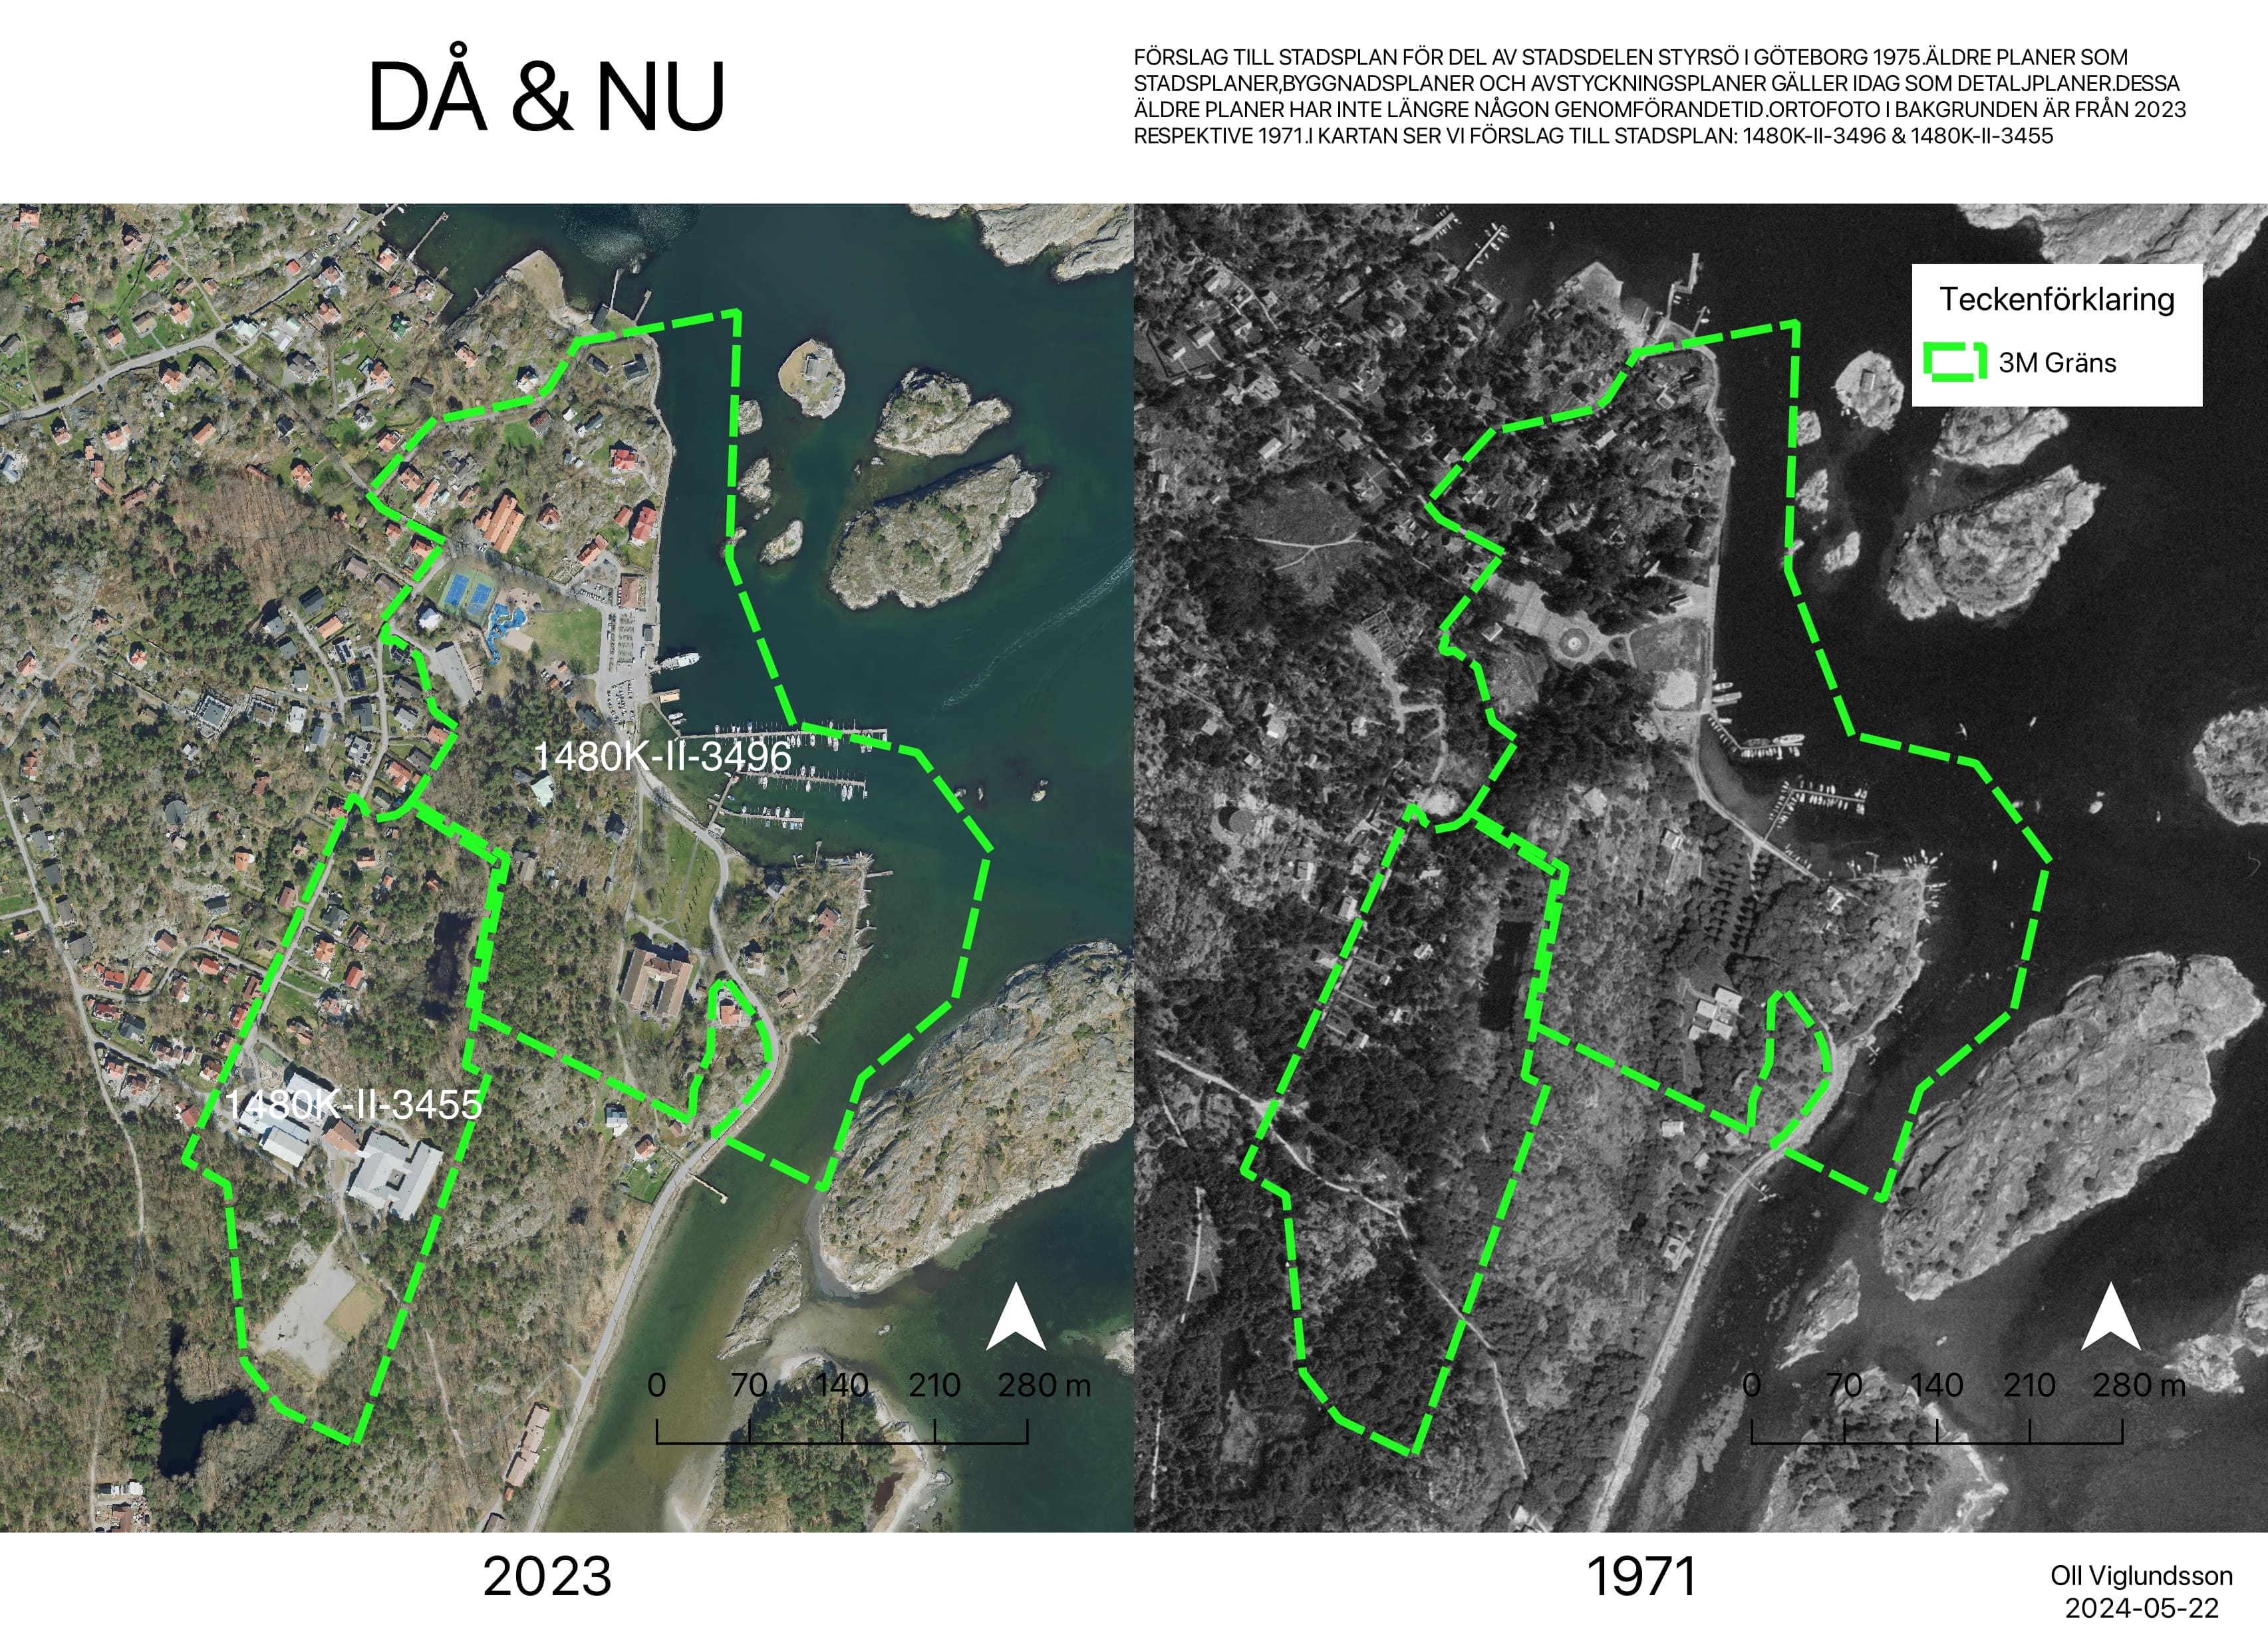 DÅ & NU
FÖRSLAG TILL STADSPLAN FÖR DEL AV STADSDELEN STYRSÖ I GÖTEBORG 1975.ÄLDRE PLANER SOM
STADSPLANER,BYGGNADSPLANER OCH AVSTYCKNINGSPLANER GÄLLER IDAG SOM DETALJPLANER.DESSA
ÄLDRE PLANER HAR INTE LÄNGRE NÅGON GENOMFÖRANDETID.ORTOFOTO I BAKGRUNDEN ÄR FRÅN 2023
RESPEKTIVE 1971.I KARTAN SER VI FÖRSLAG TILL STADSPLAN: 1480K-II-3496 & 1480K-II-3455
Teckenförklaring
3M Gräns
1480K-II-3496
1480K-II-3455
0 70 140 210 280 m
0 70 140 210 280 m
2023
1971
Oll Viglundsson
2024-05-22